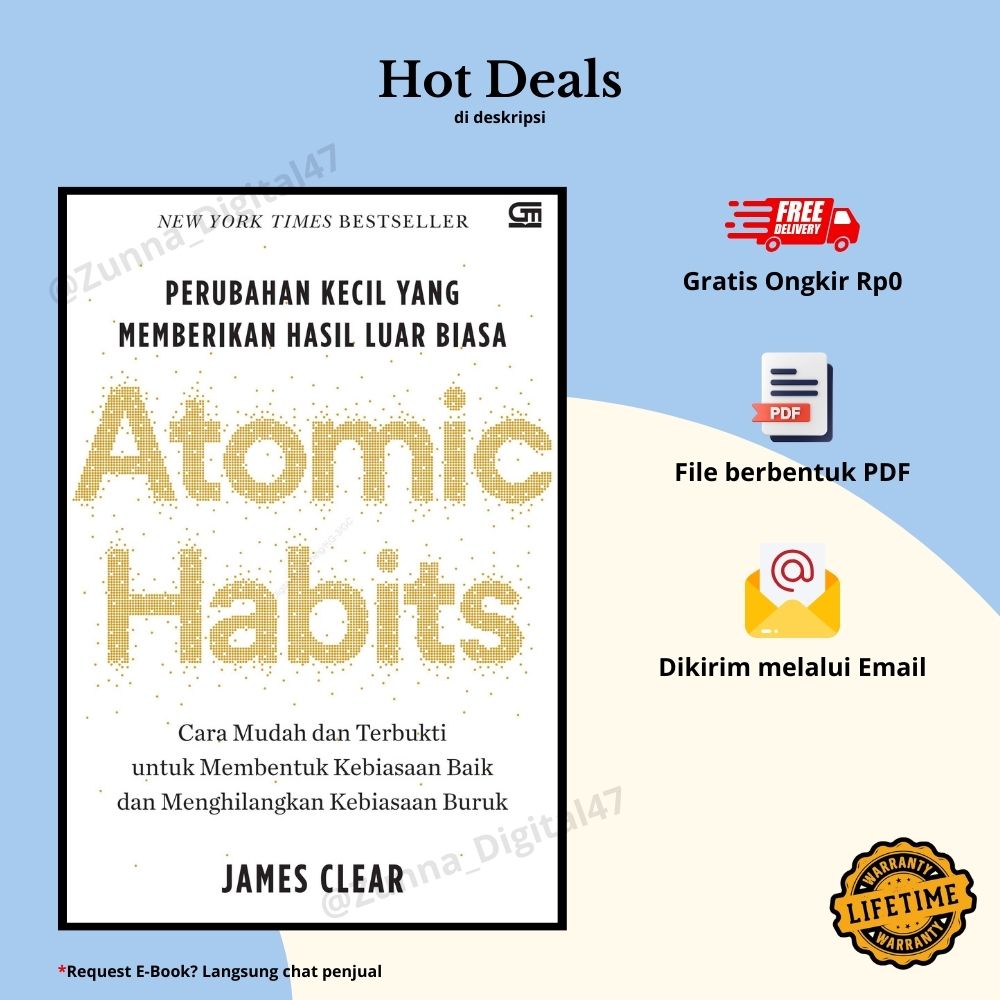 Hot Deals
di deskripsi
@Zunna_Digital47
NEW YORK TIMES BESTSELLER
GM
PERUBAHAN KECIL YANG
MEMBERIKAN HASIL LUAR BIASA
Atomic
Habits
Cara Mudah dan Terbukti
untuk Membentuk Kebiasaan Baik
dan Menghilangkan Kebiasaan Buruk
JAMES CLEAR
@Zunna_Digital47
FREE
DELIVERY
Gratis Ongkir Rp0
PDF
File berbentuk PDF
@
Dikirim melalui Email
WARRANTY
LIFETIME
WARRANTY
*Request E-Book? Langsung chat penjual